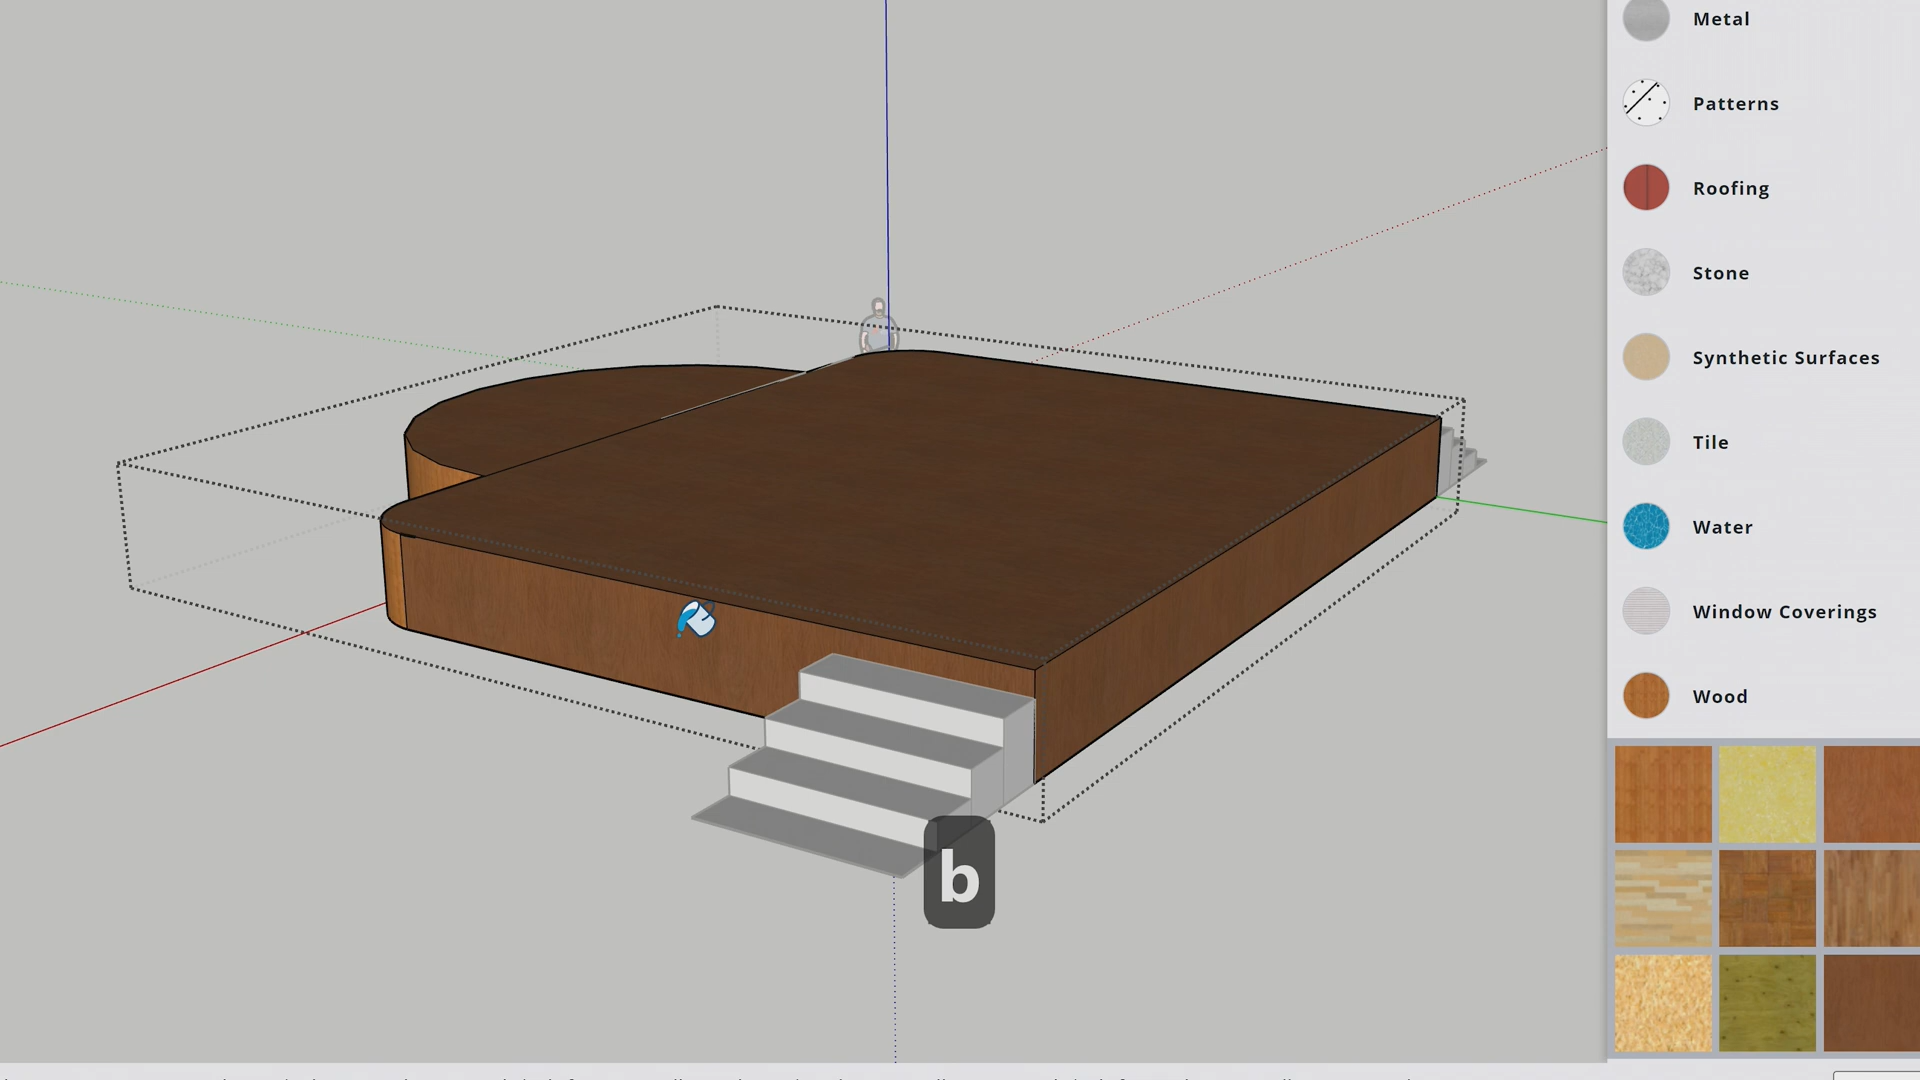 Metal
Patterns
Roofing
Stone
Synthetic Surfaces
Tile
Water
Window Coverings
Wood
b